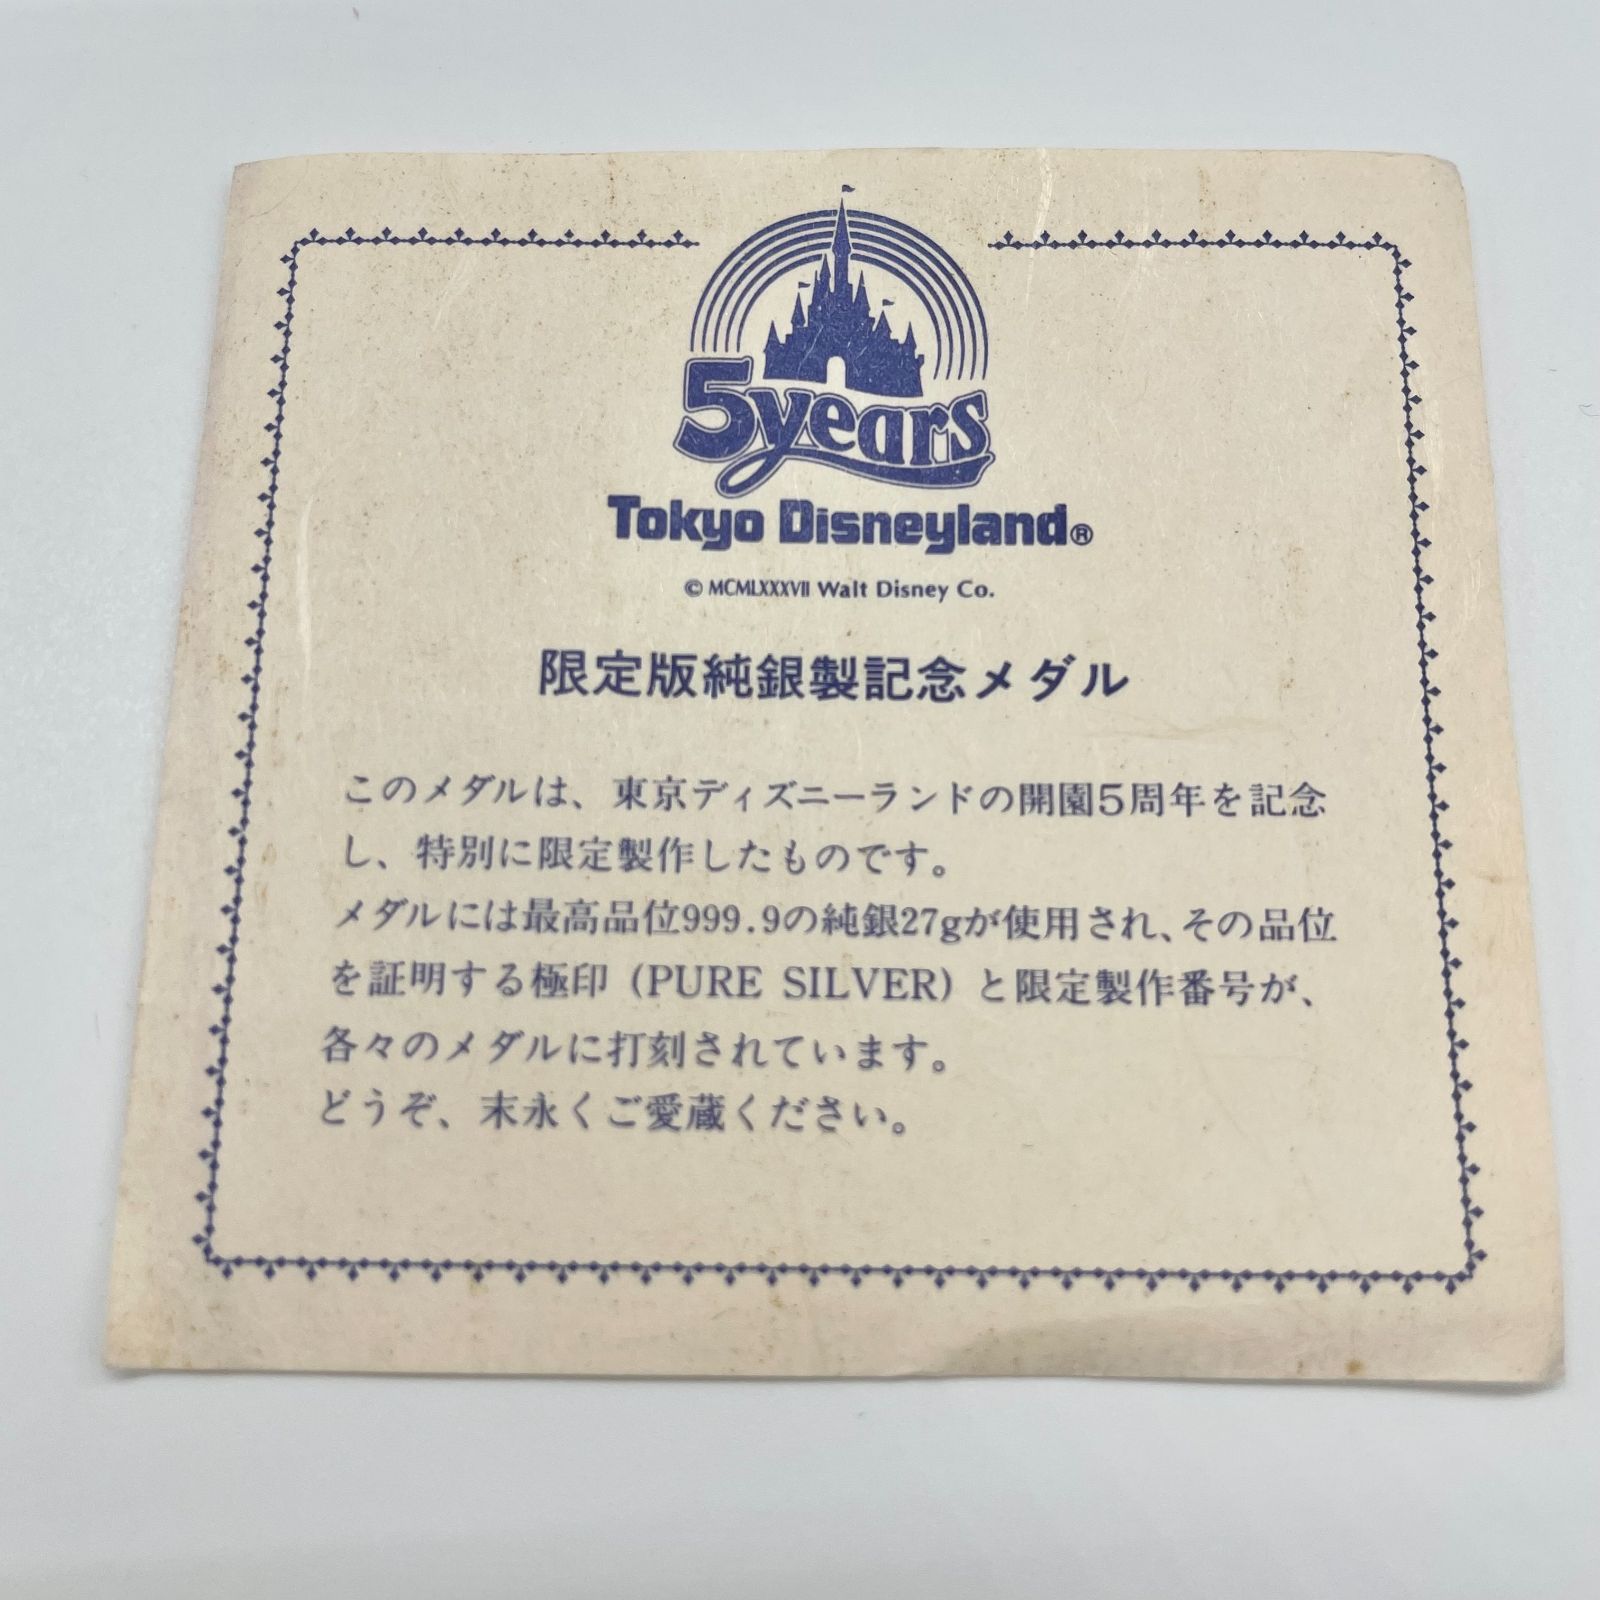 5years
Tokyo Disneyland®
© MCMLXXXVII Walt Disney Co.
限定版純銀製記念メダル
このメダルは、東京ディズニーランドの開園5周年を記念
し、特別に限定製作したものです。
メダルには最高品位999.9の純銀27gが使用され、その品位
を証明する極印（PURE SILVER）と限定製作番号が、
各々のメダルに打刻されています。
どうぞ、末永くご愛蔵ください。